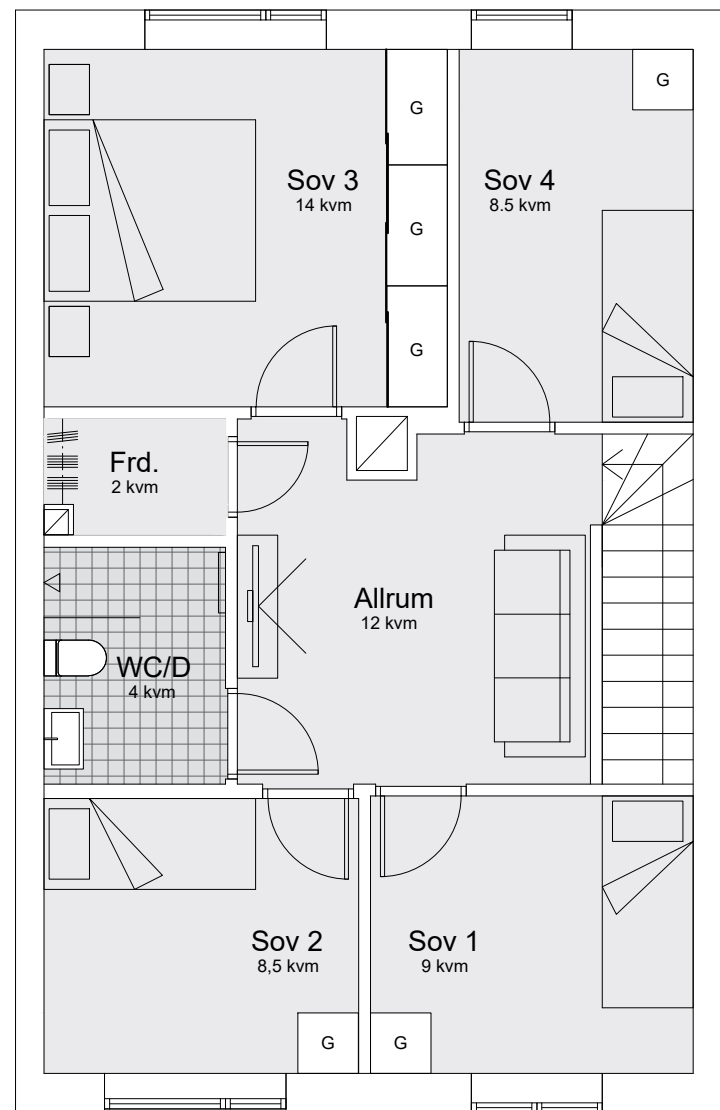 G
G
Sov 3
14 kvm
Sov 4
8.5 kvm
G
G
Frd.
2 kvm
Allrum
12 kvm
WC/D
4 kvm
Sov 2
8,5 kvm
Sov 1
9 kvm
G
G